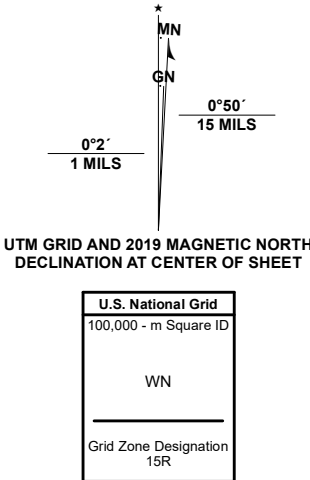 ★
MN
GN
0°50´
15 MILS
0°2´
1 MILS
UTM GRID AND 2019 MAGNETIC NORTH
DECLINATION AT CENTER OF SHEET
U.S. National Grid
100,000 - m Square ID
WN
Grid Zone Designation
15R